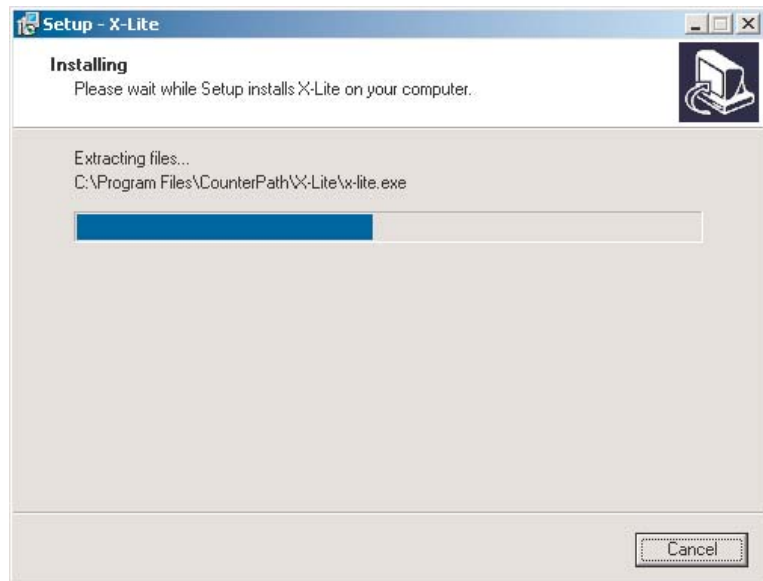 Setup - X-Lite
Installing
Please wait while Setup installs X-Lite on your computer.
Extracting files...
C:\Program Files\CounterPath\X-Lite\x-lite.exe
Cancel